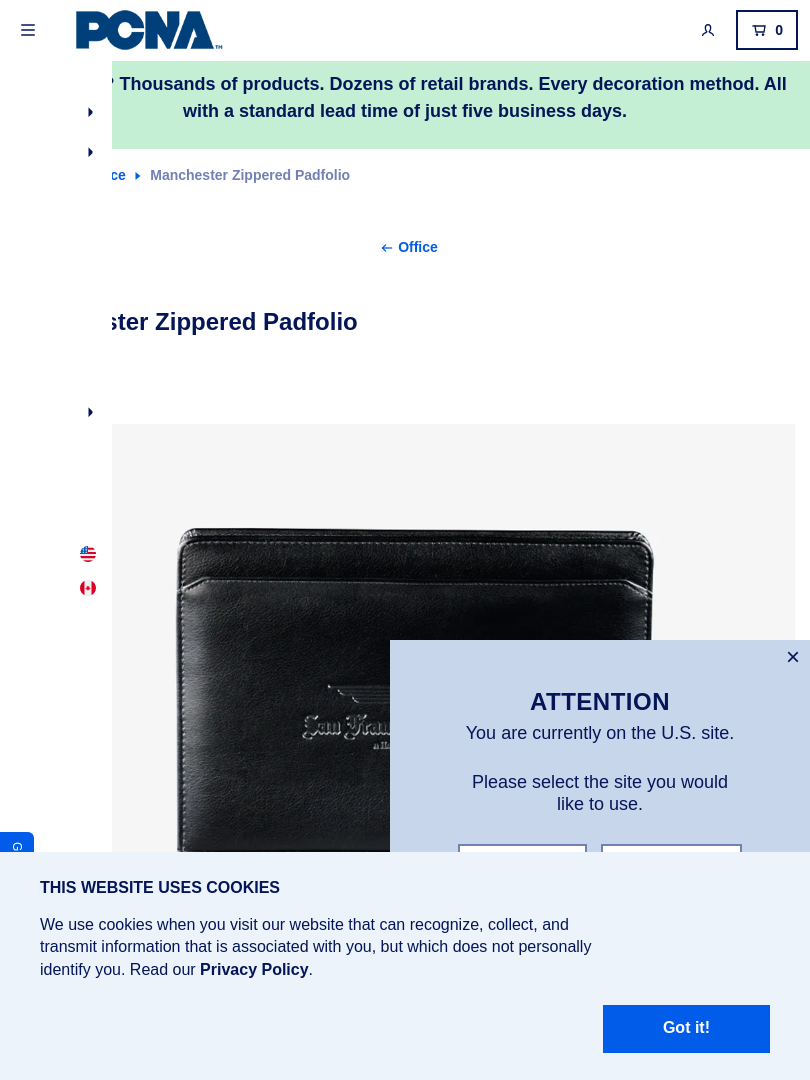 PCNA™
0
? Thousands of products. Dozens of retail brands. Every decoration method. All
with a standard lead time of just five business days.
ce Manchester Zippered Padfolio
← Office
ster Zippered Padfolio
San Fran
ATTENTION
You are currently on the U.S. site.
Please select the site you would
like to use.
G
THIS WEBSITE USES COOKIES
We use cookies when you visit our website that can recognize, collect, and
transmit information that is associated with you, but which does not personally
identify you. Read our Privacy Policy.
Got it!